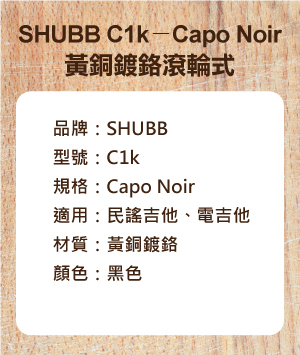 SHUBB C1k－Capo Noir
黃銅鍍鉻滾輪式
品牌：SHUBB
型號：C1k
規格：Capo Noir
適用：民謠吉他、電吉他
材質：黃銅鍍鉻
顏色：黑色